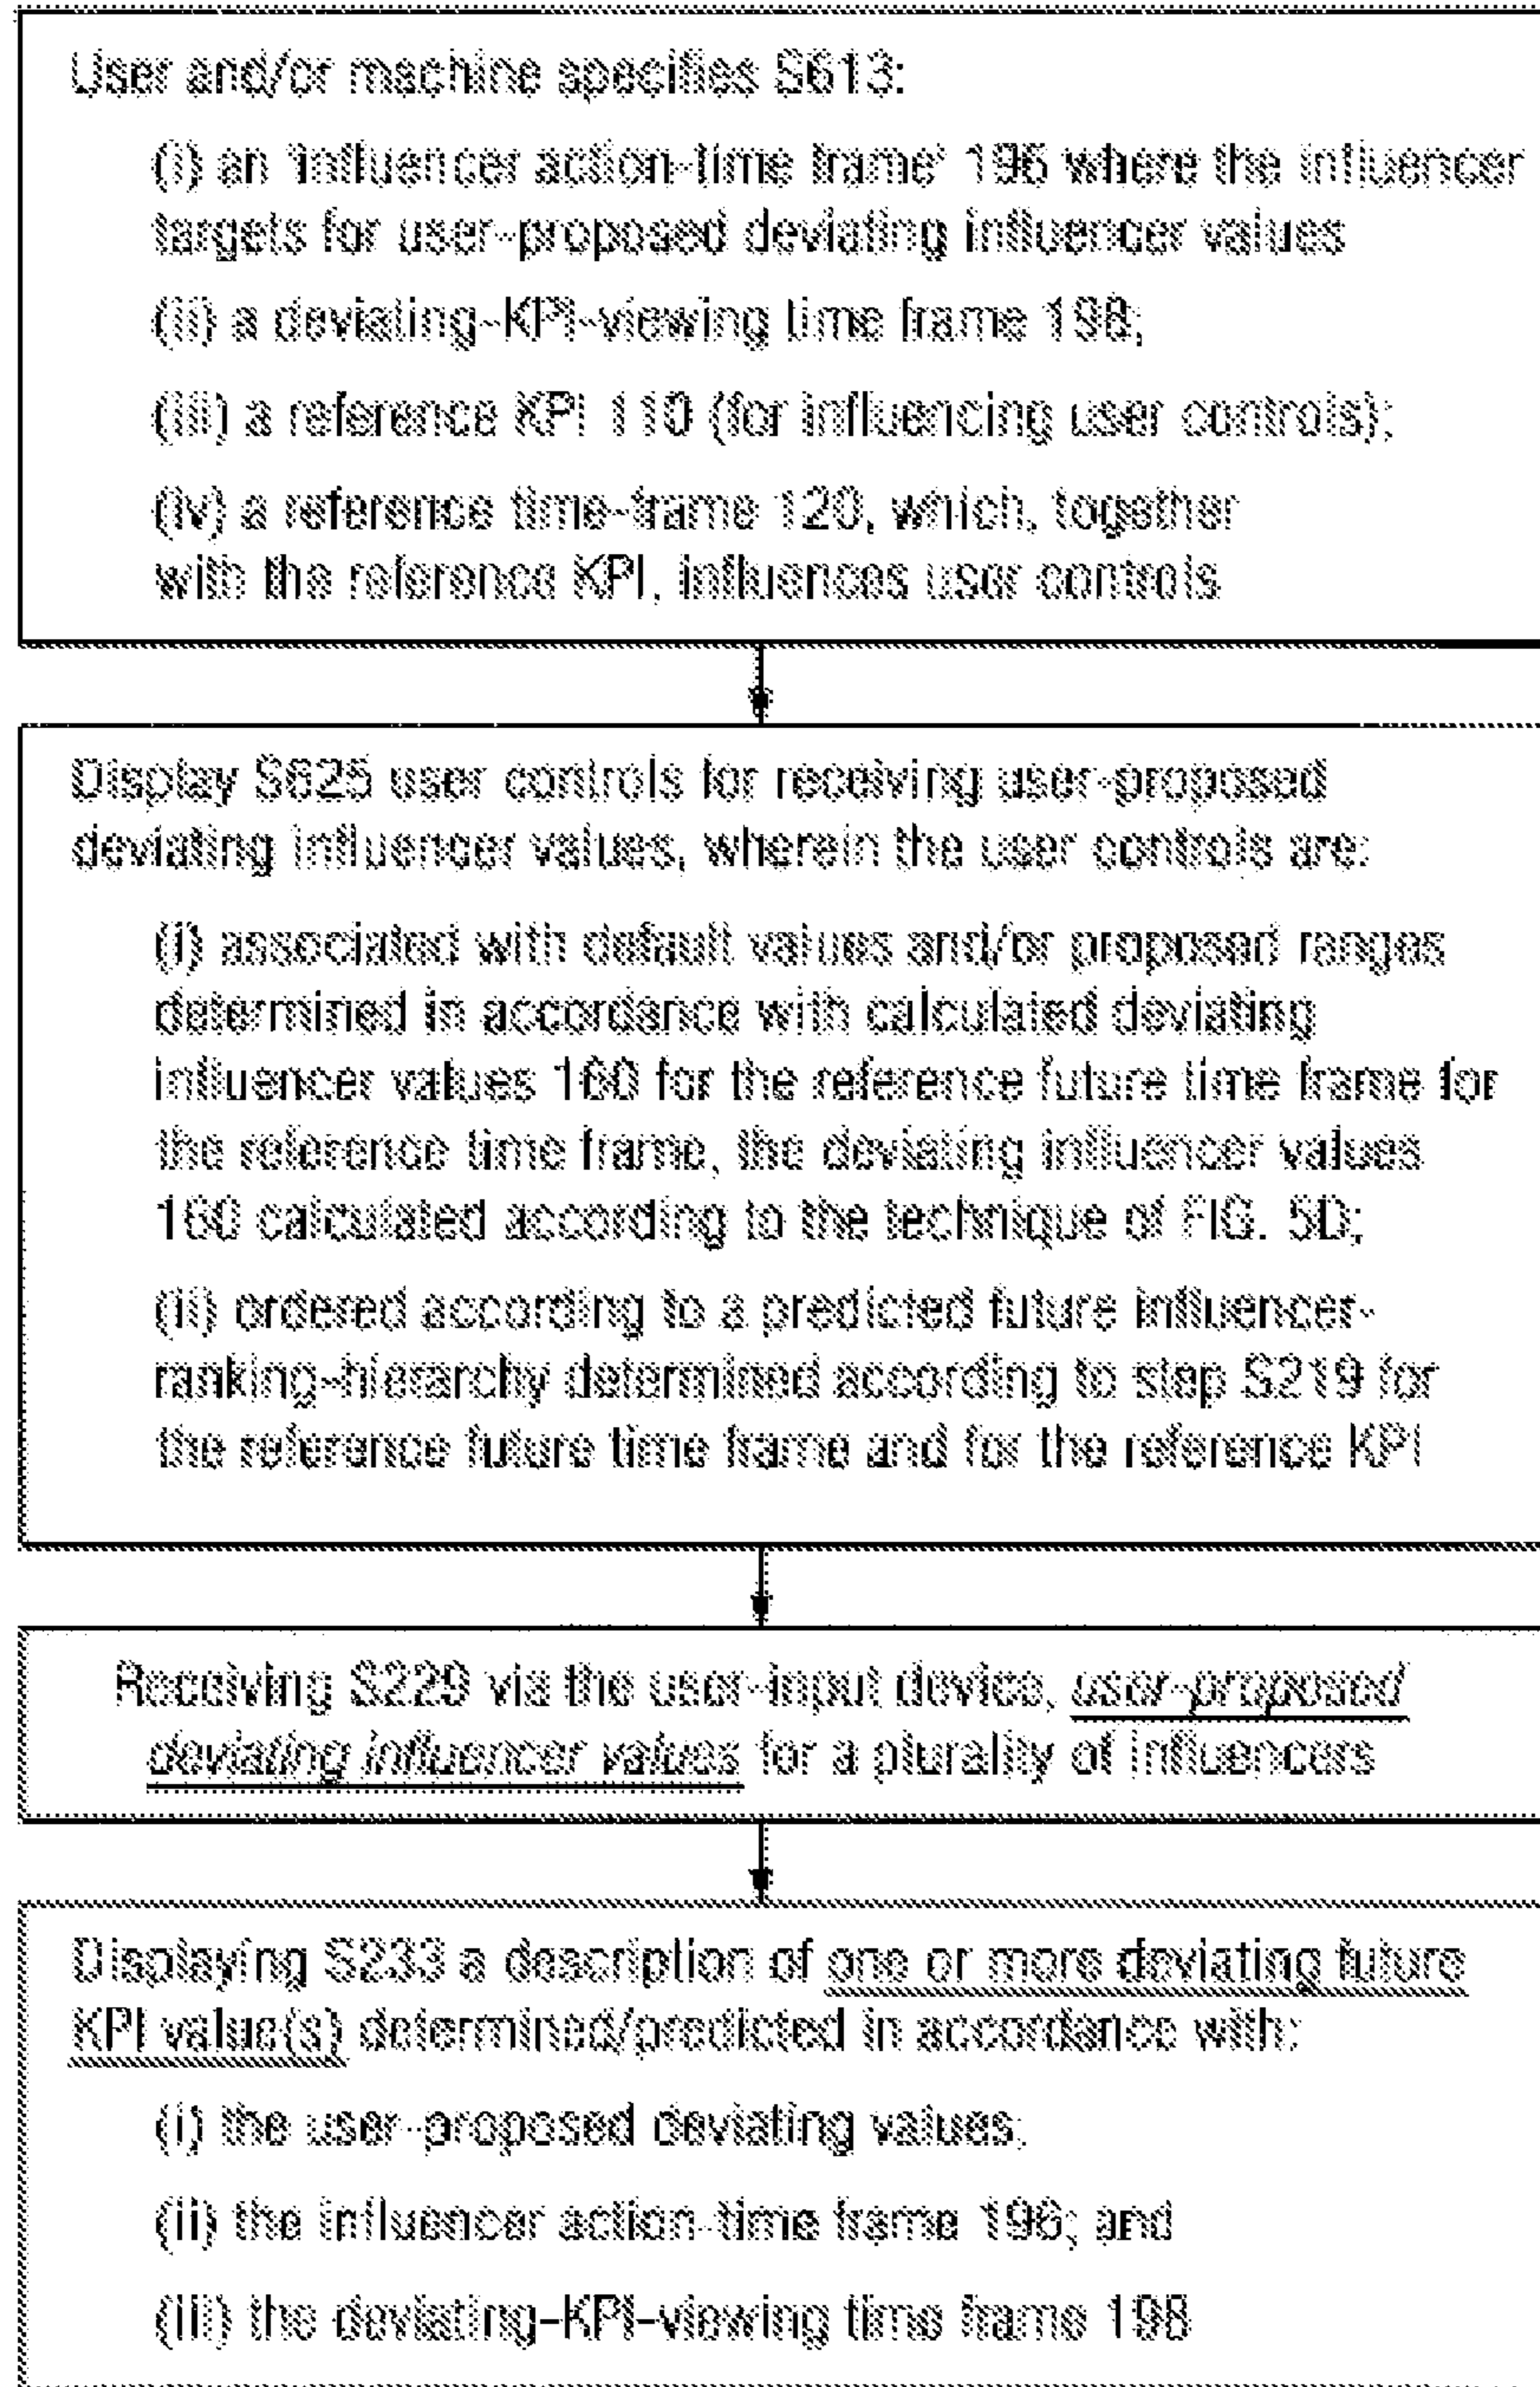 User and/or machine specifies S613:
(i) an 'influencer action-time frame' 196 where the influencer
targets for user-proposed deviating influencer values
(ii) a deviating-KPI-viewing time frame 198;
(iii) a reference KPI 110 (for influencing user controls);
(iv) a reference time-frame 120, which, together
with the reference KPI, influences user controls
Display S625 user controls for receiving user-proposed
deviating influencer values, wherein the user controls are:
(i) associated with default values and/or proposed ranges
determined in accordance with calculated deviating
influencer values 160 for the reference future time frame for
the reference time frame, the deviating influencer values
160 calculated according to the technique of FIG. 5D;
(ii) ordered according to a predicted future influencer-
ranking-hierarchy determined according to step S219 for
the reference future time frame and for the reference KPI
Receiving S229 via the user-input device, user-proposed
deviating influencer values for a plurality of influencers
Displaying S233 a description of one or more deviating future
KPI value(s) determined/predicted in accordance with:
(i) the user-proposed deviating values;
(ii) the influencer action-time frame 196; and
(iii) the deviating-KPI-viewing time frame 198